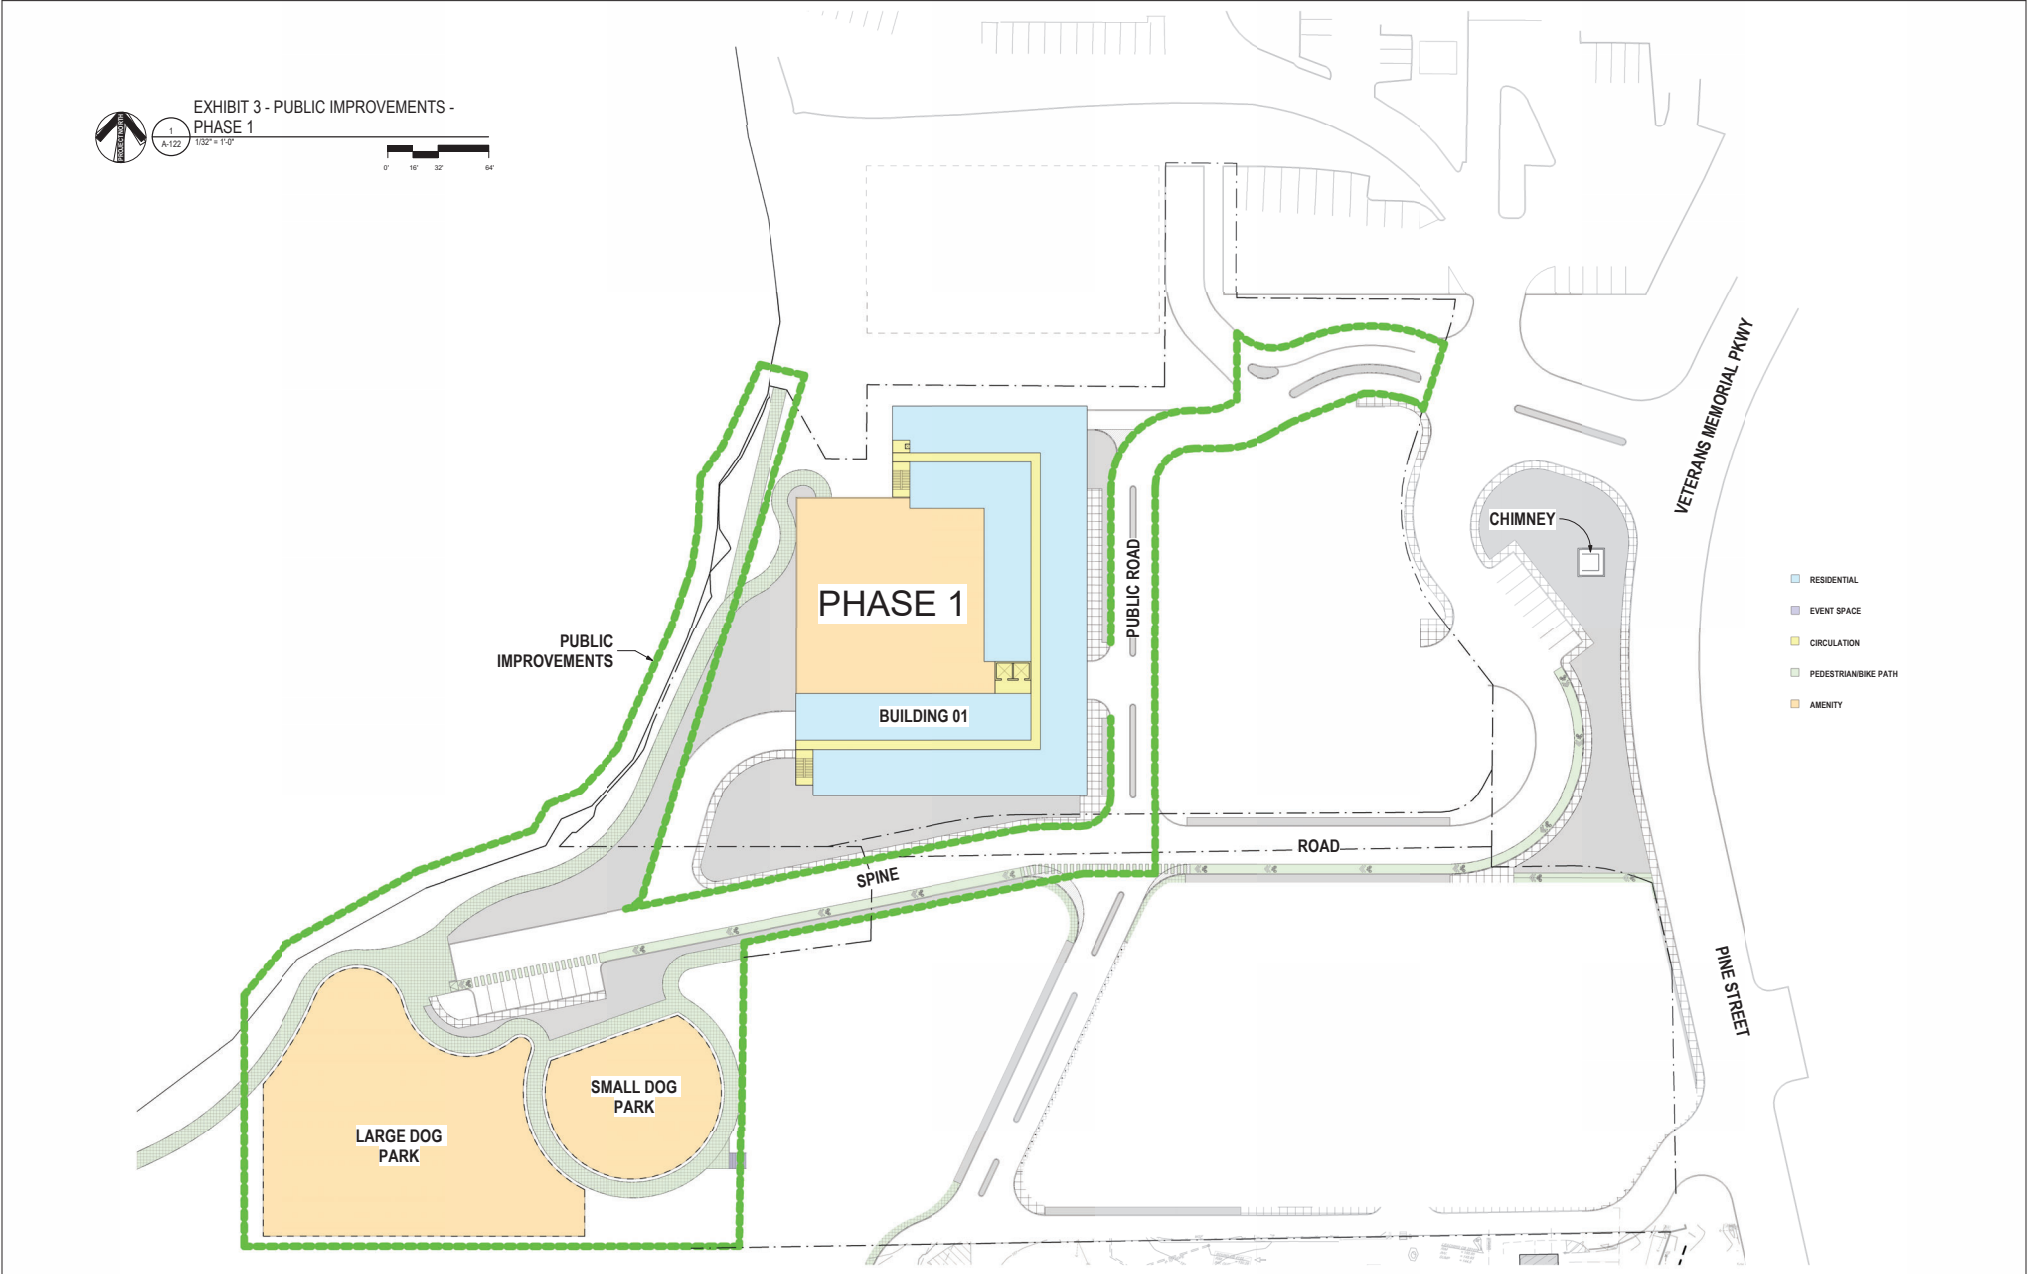 EXHIBIT 3 - PUBLIC IMPROVEMENTS -
PHASE 1
1/32" = 1'-0"
1
A-122
PROJECT NORTH
0' 16' 32' 64'
VETERANS MEMORIAL PKWY
CHIMNEY
PUBLIC ROAD
PHASE 1
RESIDENTIAL
EVENT SPACE
CIRCULATION
PEDESTRIAN/BIKE PATH
AMENITY
PUBLIC
IMPROVEMENTS
BUILDING 01
SPINE
ROAD
PINE STREET
SMALL DOG
PARK
LARGE DOG
PARK